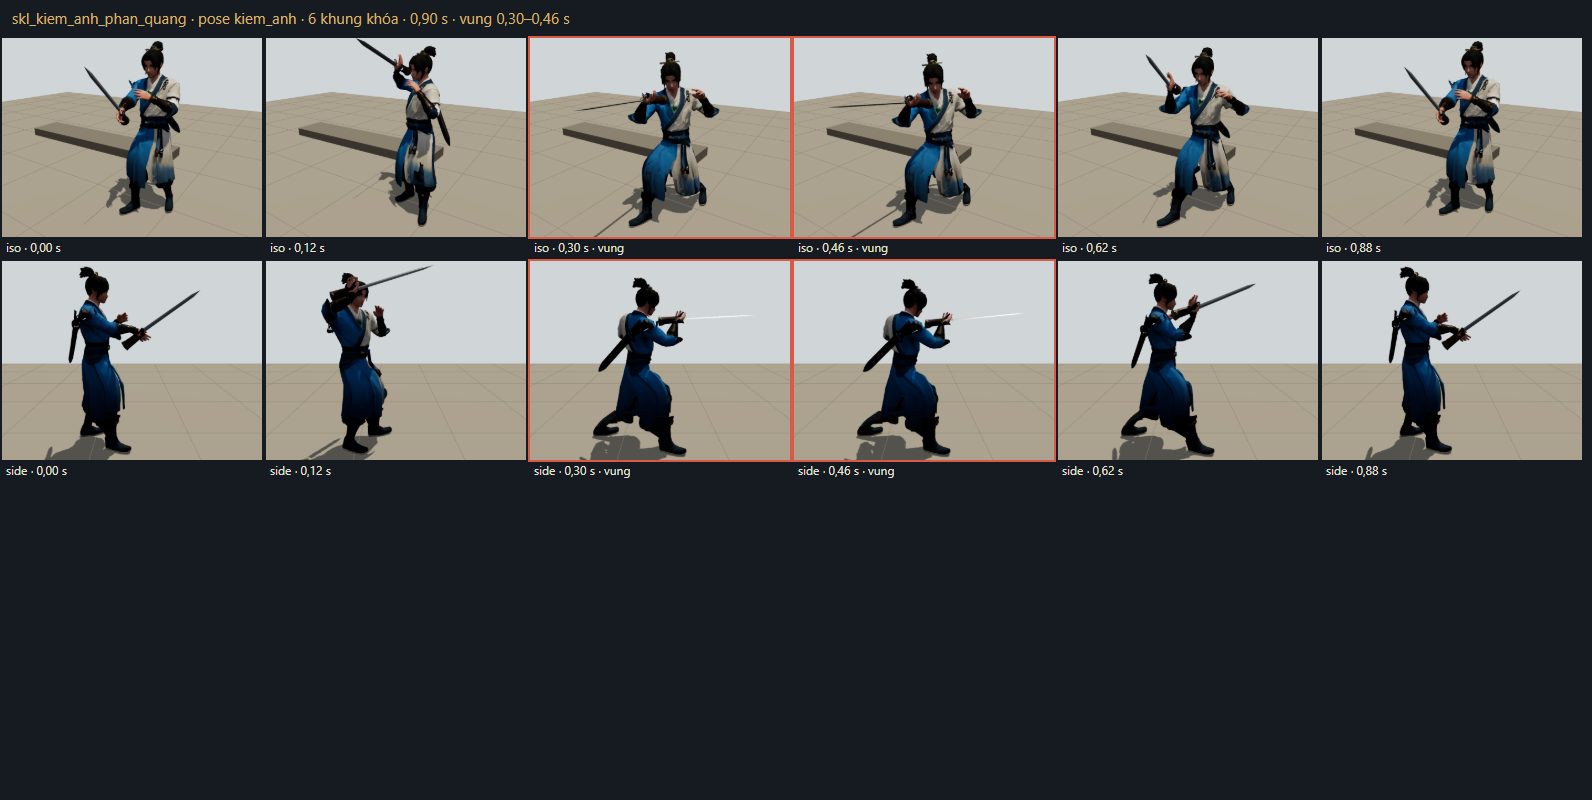 skl_kiem_anh_phan_quang · pose kiem_anh · 6 khung khóa · 0,90 s · vung 0,30–0,46 s
iso · 0,00 s
iso · 0,12 s
iso · 0,30 s · vung
iso · 0,46 s · vung
iso · 0,62 s
iso · 0,88 s
side · 0,00 s
side · 0,12 s
side · 0,30 s · vung
side · 0,46 s · vung
side · 0,62 s
side · 0,88 s